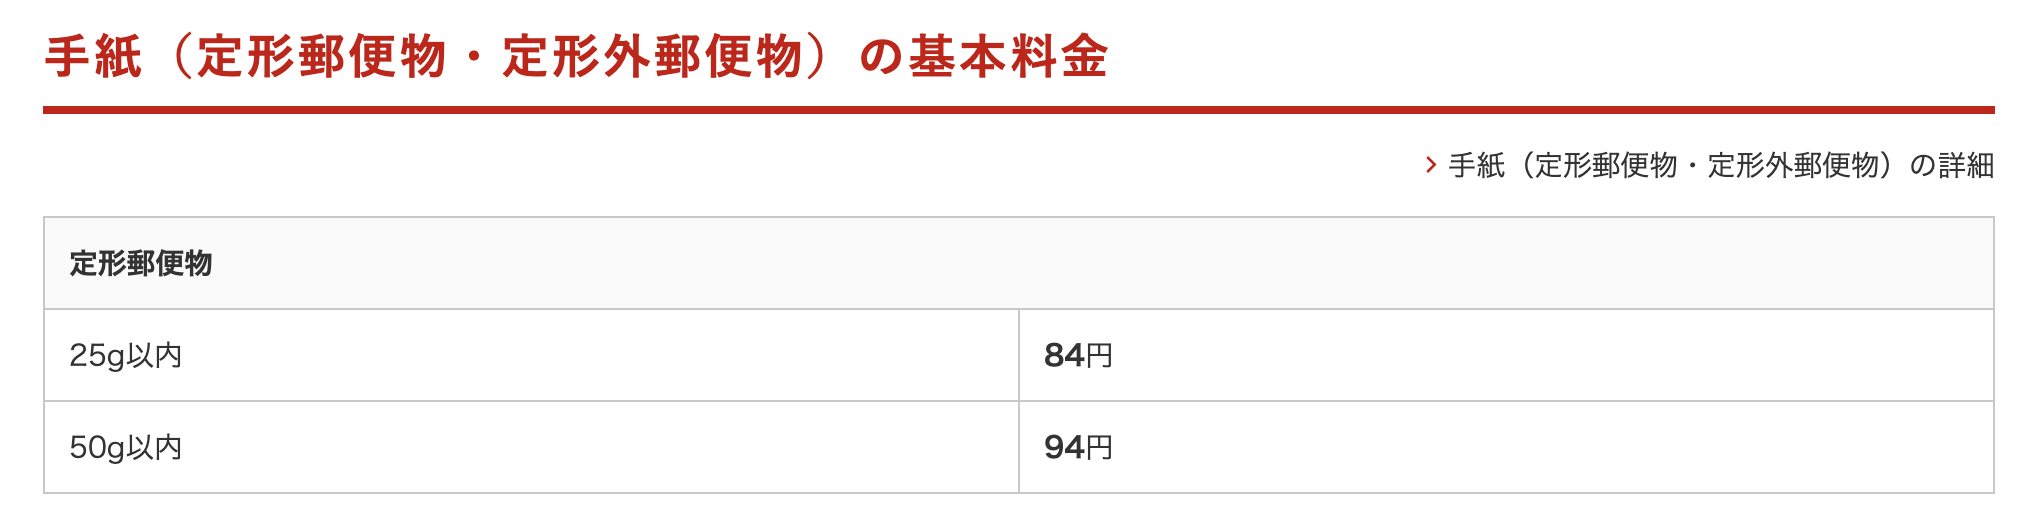 手紙（定形郵便物・定形外郵便物）の基本料金
手紙（定形郵便物・定形外郵便物）の詳細
定形郵便物
25g以内 84円
50g以内 94円